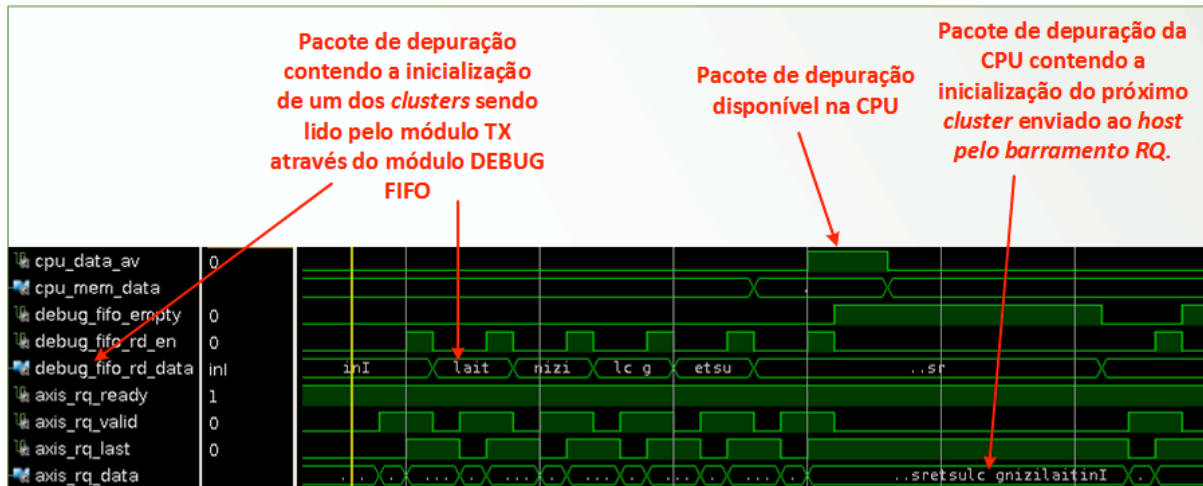 Pacote de depuração
contendo a inicialização
de um dos clusters sendo
lido pelo módulo TX
através do módulo DEBUG
FIFO
Pacote de depuração
disponível na CPU
Pacote de depuração da
CPU contendo a
inicialização do próximo
cluster enviado ao host
pelo barramento RQ.
cpu_data_av 0
cpu_mem_data .
debug_fifo_empty 0
debug_fifo_rd_en 0
debug_fifo_rd_data inI inI lait nizi lc g etsu ..sr
axis_rq_ready 1
axis_rq_valid 0
axis_rq_last 0
axis_rq_data ... . ... ... . ... . ... . ... . ... . ..sretsulc gnizilaitinI .